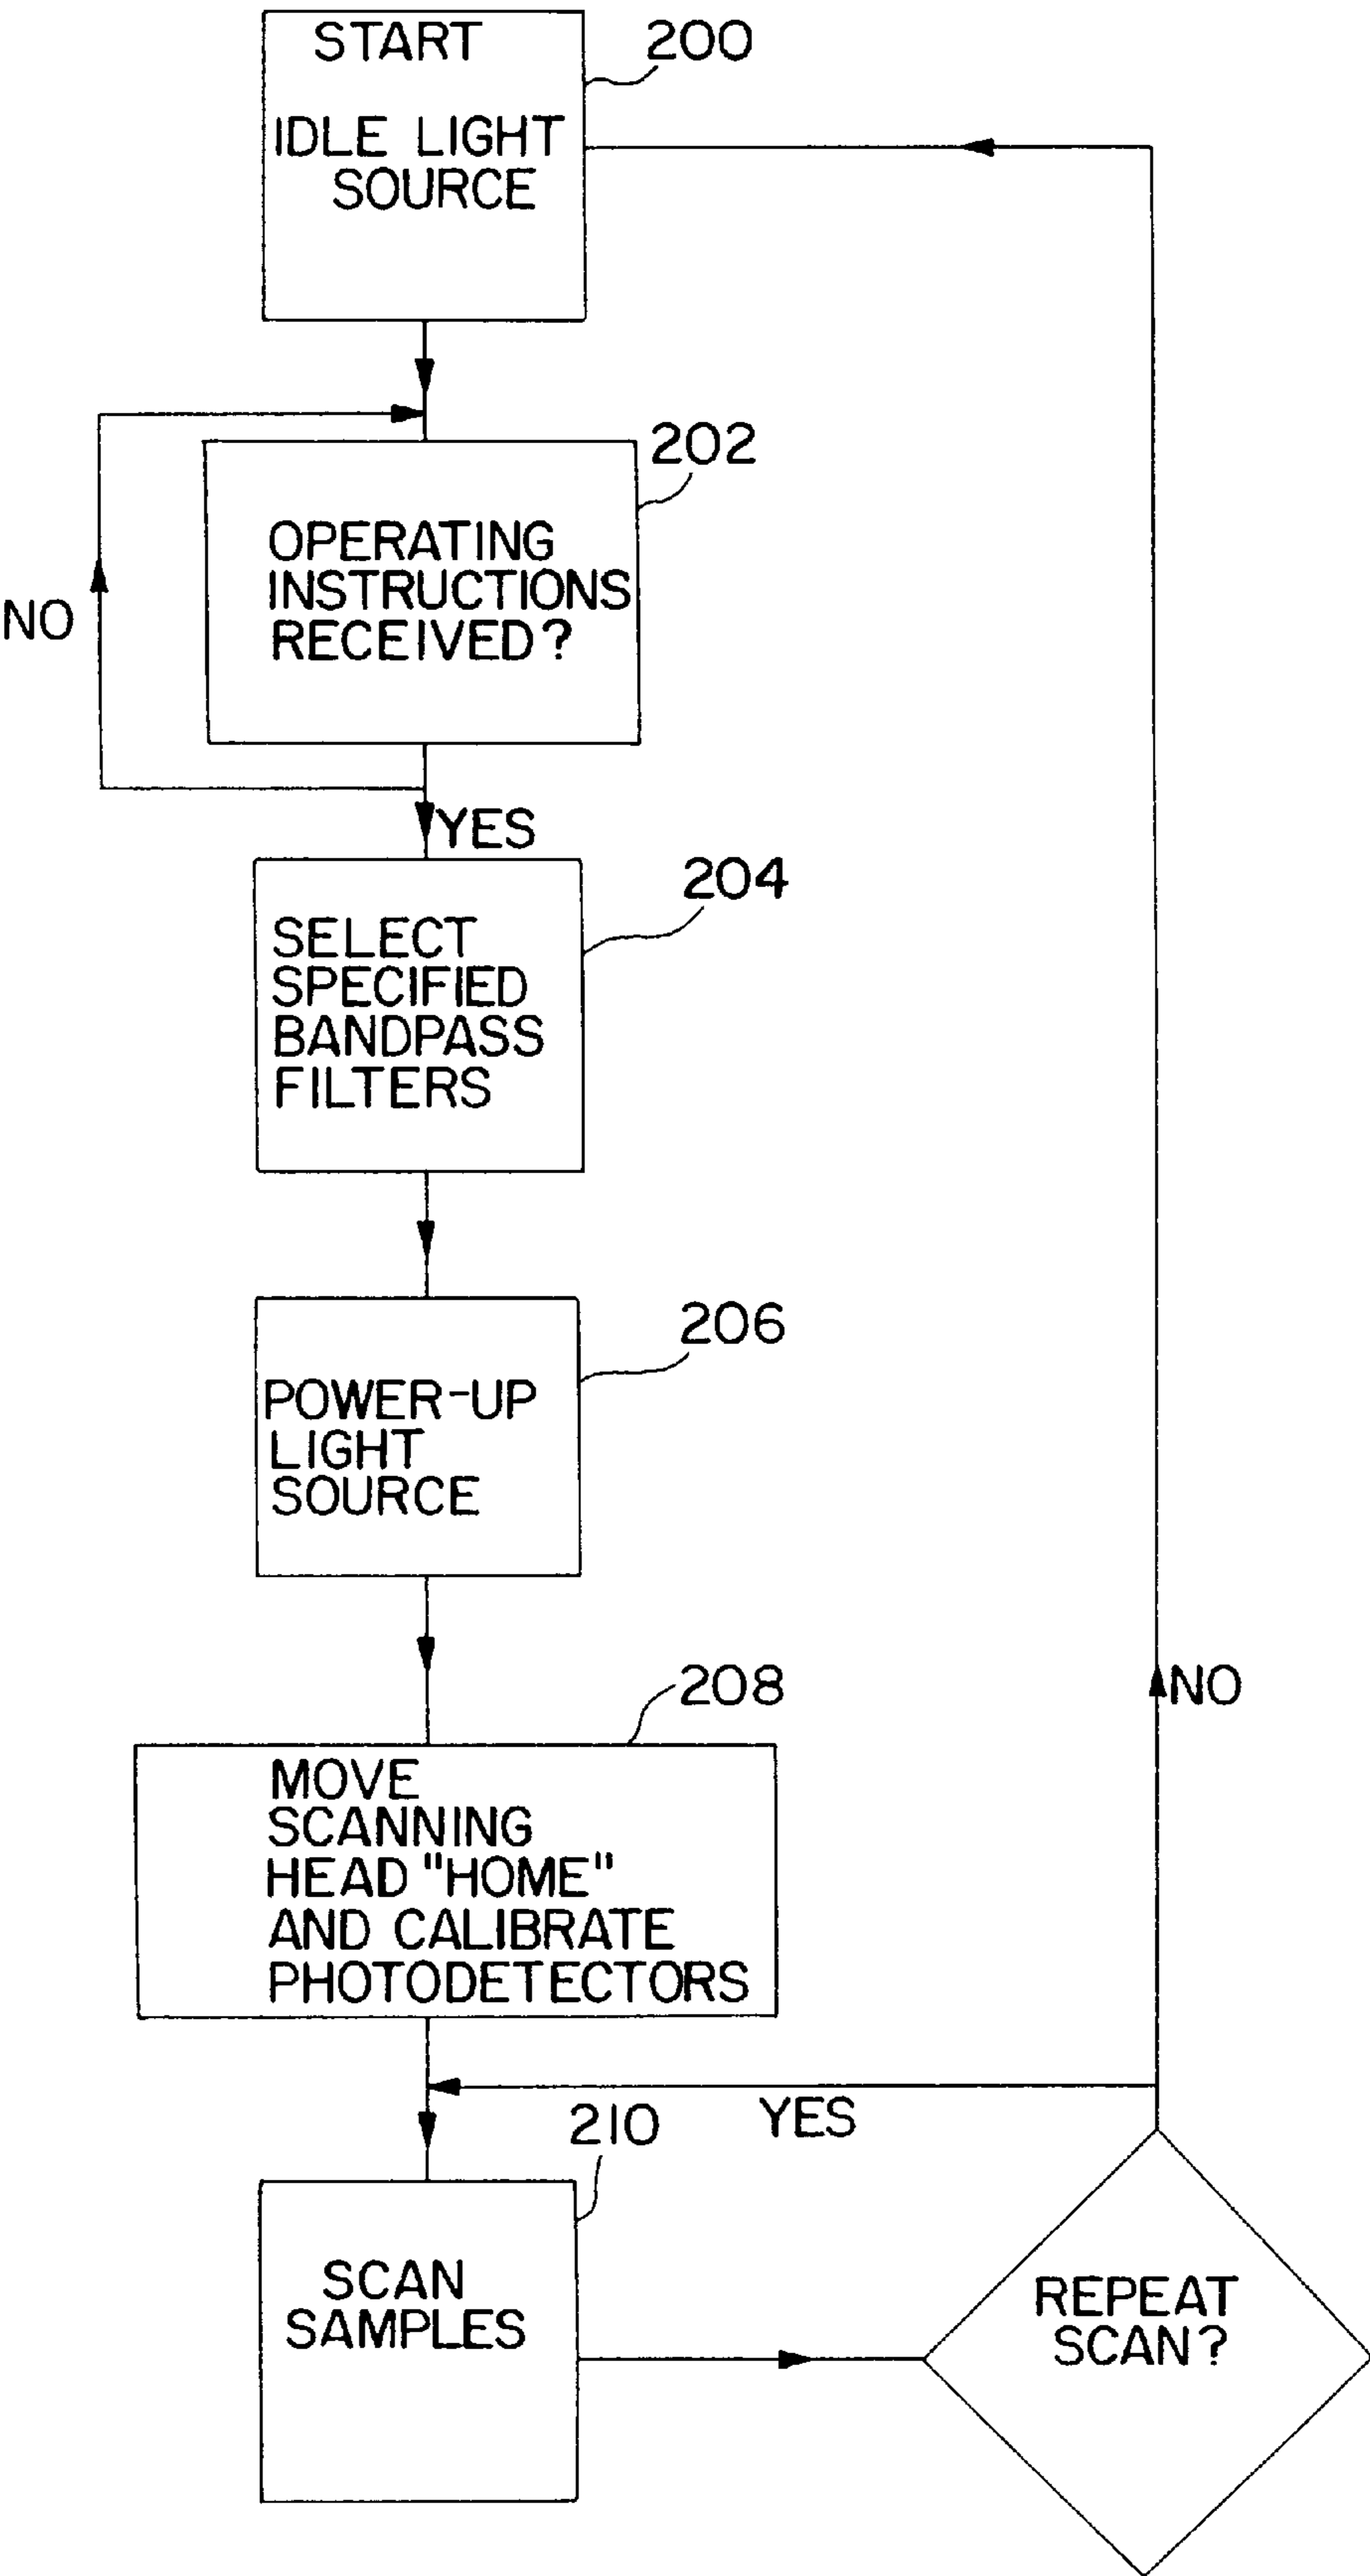 START
200
IDLE LIGHT
SOURCE
202
OPERATING
INSTRUCTIONS
RECEIVED?
NO
YES
204
SELECT
SPECIFIED
BANDPASS
FILTERS
206
POWER-UP
LIGHT
SOURCE
208
NO
MOVE
SCANNING
HEAD "HOME"
AND CALIBRATE
PHOTODETECTORS
YES
210
SCAN
SAMPLES
REPEAT
SCAN?